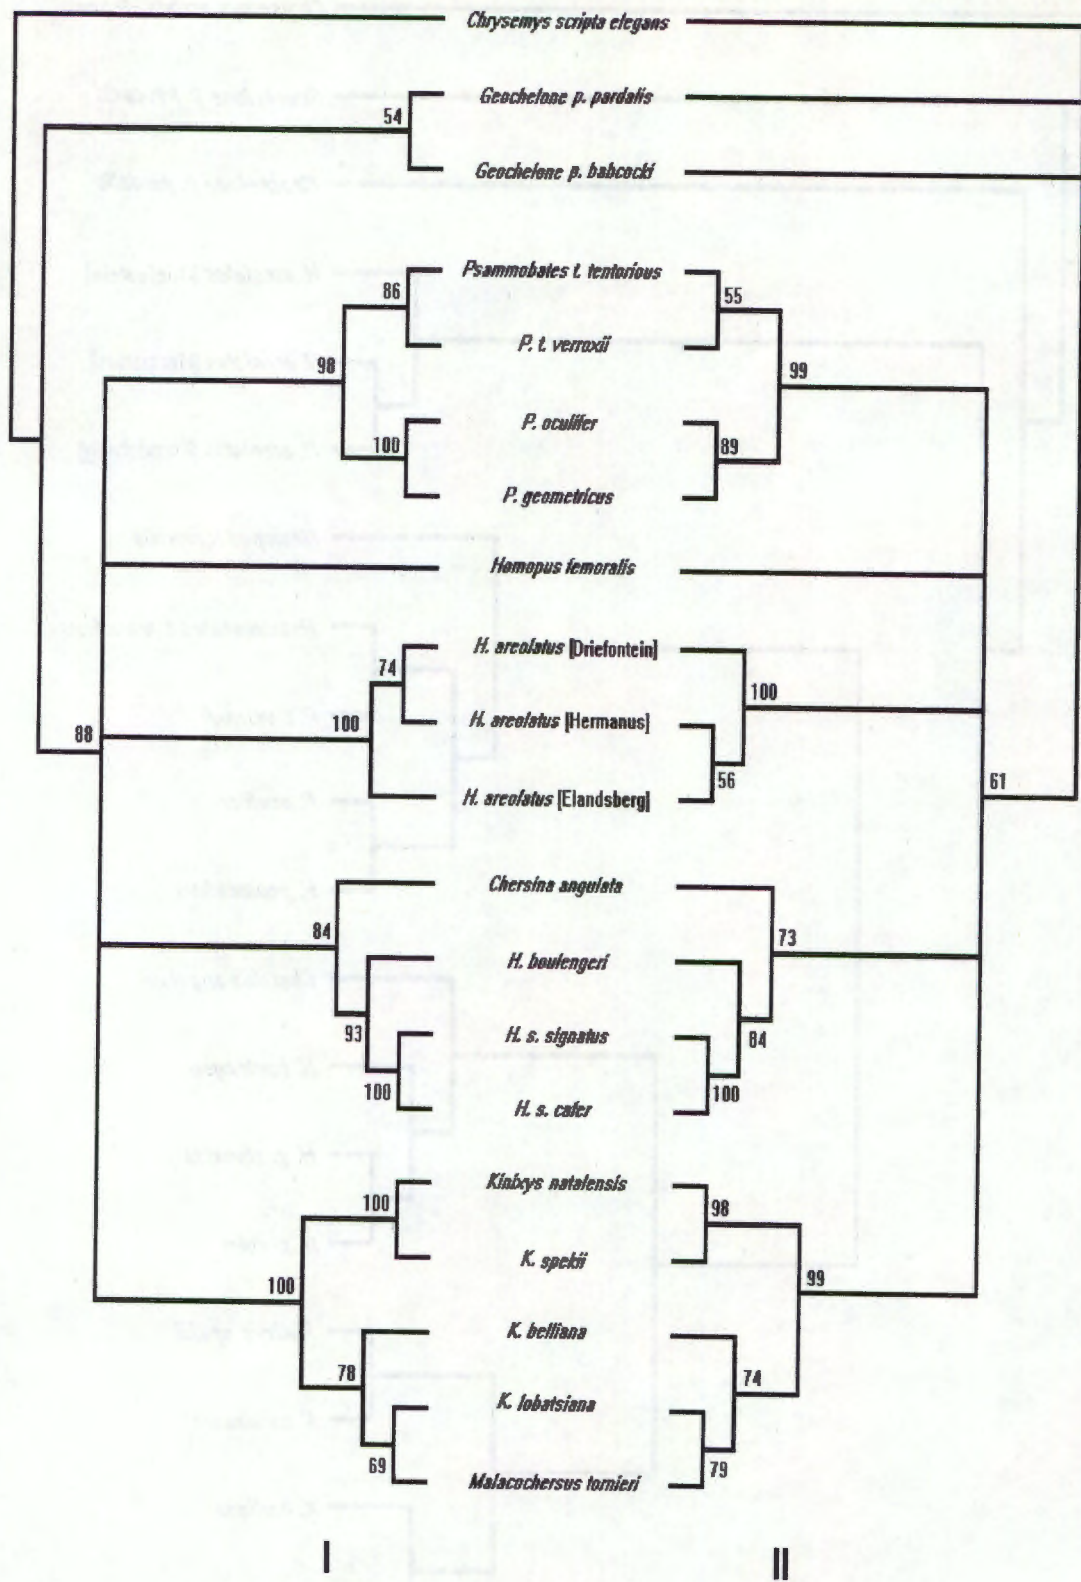 Chrysemys scripta elegans
Geochelone p. pardalis
54
Geochelone p. babcocki
Psammobates t. tentorious
86
55
P. t. verroxii
98
99
P. oculifer
100
89
P. geometricus
Homopus femoralis
H. areolatus [Driefontein]
74
100
100
H. areolatus [Hermanus]
88
56
61
H. areolatus [Elandsberg]
Chersina angulata
84
73
H. boulengeri
93
84
H. s. signatus
100
100
H. s. cafer
Kinixys natalensis
100
98
K. spekii
100
99
K. belliana
78
74
K. lobatsiana
69
79
Malacochersus tornieri
I
II